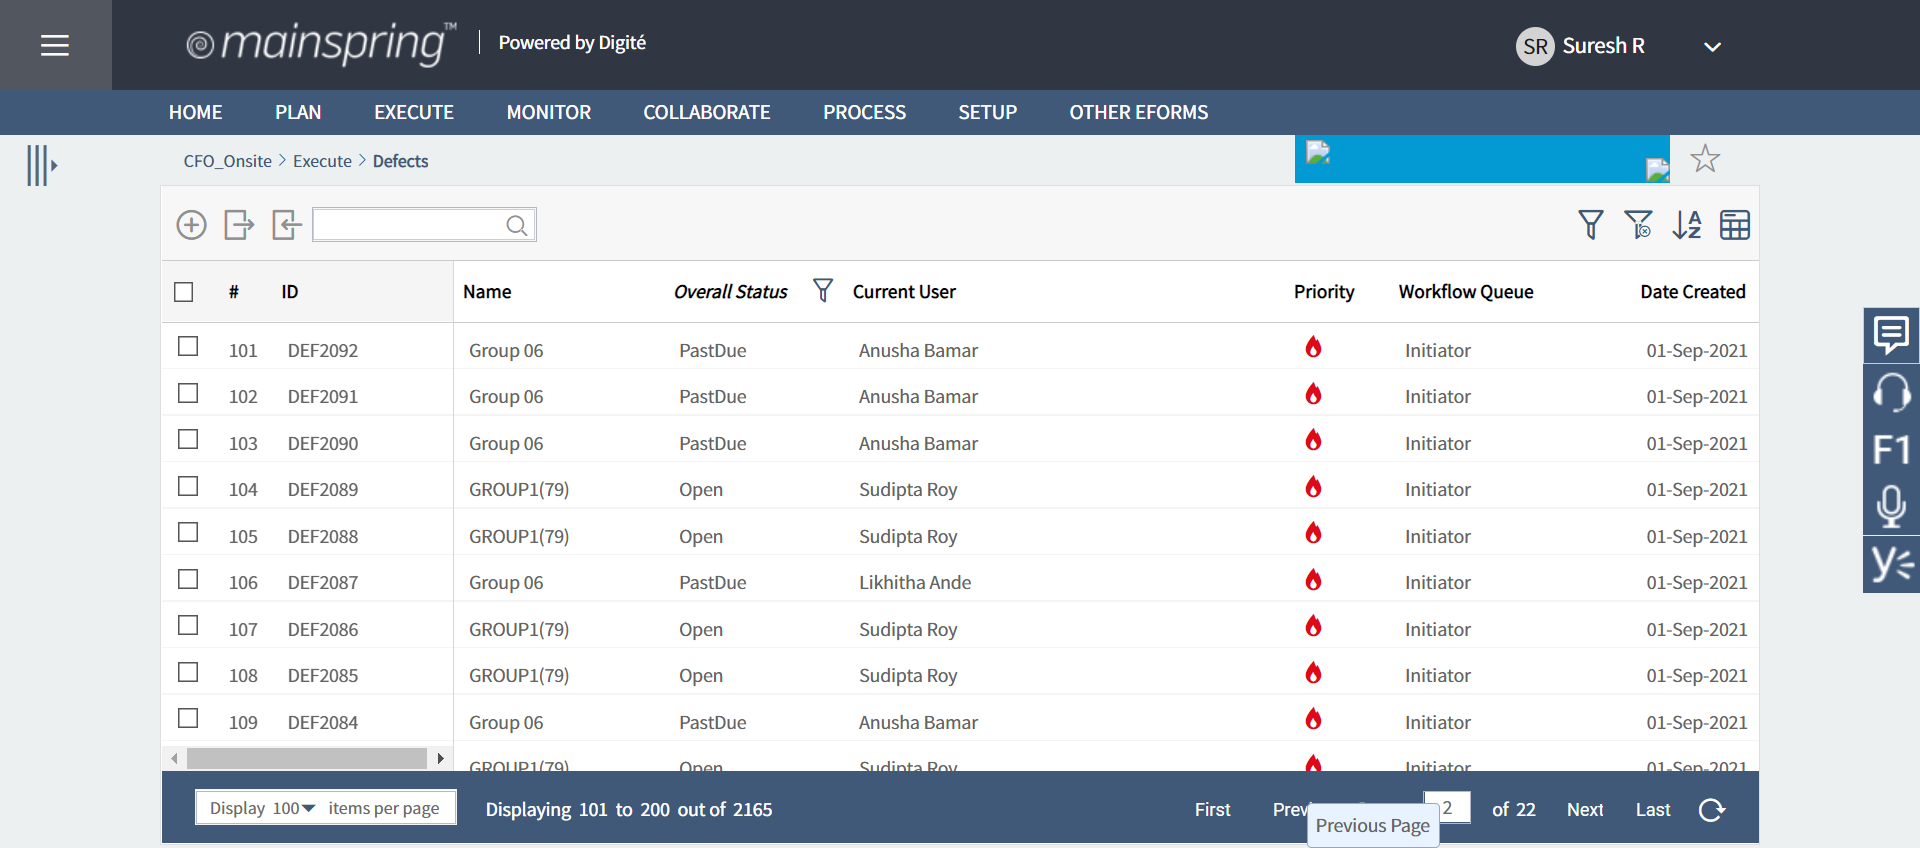 mainspring™ Powered by Digité
SR Suresh R
HOME PLAN EXECUTE MONITOR COLLABORATE PROCESS SETUP OTHER EFORMS
CFO_Onsite > Execute > Defects
# ID Name Overall Status Current User Priority Workflow Queue Date Created
101 DEF2092 Group 06 PastDue Anusha Bamar Initiator 01-Sep-2021
102 DEF2091 Group 06 PastDue Anusha Bamar Initiator 01-Sep-2021
103 DEF2090 Group 06 PastDue Anusha Bamar Initiator 01-Sep-2021
104 DEF2089 GROUP1(79) Open Sudipta Roy Initiator 01-Sep-2021
105 DEF2088 GROUP1(79) Open Sudipta Roy Initiator 01-Sep-2021
106 DEF2087 Group 06 PastDue Likhitha Ande Initiator 01-Sep-2021
107 DEF2086 GROUP1(79) Open Sudipta Roy Initiator 01-Sep-2021
108 DEF2085 GROUP1(79) Open Sudipta Roy Initiator 01-Sep-2021
109 DEF2084 Group 06 PastDue Anusha Bamar Initiator 01-Sep-2021
GROUP1(79) Open Sudipta Roy Initiator 01-Sep-2021
F1
Display 100 items per page Displaying 101 to 200 out of 2165 First 2 of 22 Next Last
Previous Page